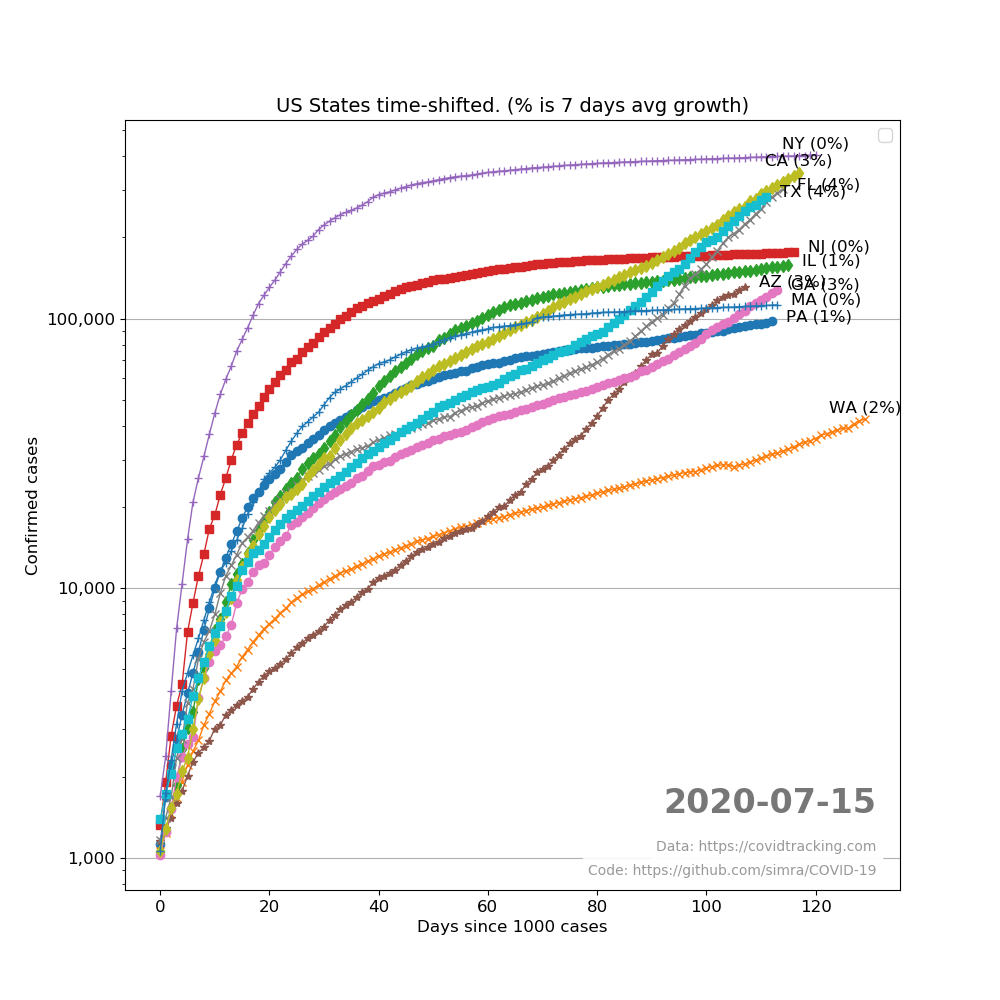 US States time-shifted. (% is 7 days avg growth)
NY (0%)
CA (3%)
FL (4%)
TX (4%)
NJ (0%)
IL (1%)
AZ (3%)
GA (3%)
MA (0%)
PA (1%)
WA (2%)
100,000
10,000
1,000
Confirmed cases
2020-07-15
Data: https://covidtracking.com
Code: https://github.com/simra/COVID-19
0 20 40 60 80 100 120
Days since 1000 cases